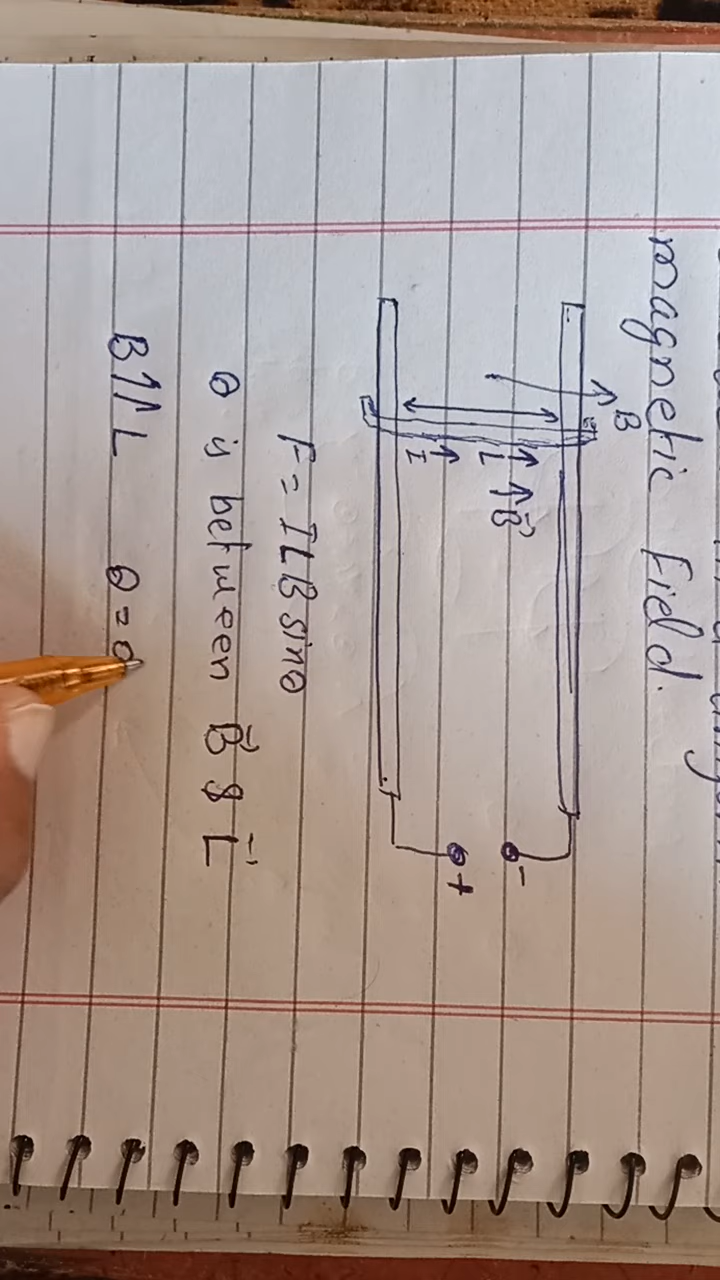 magnetic field.
B
L B⃗
I
-
+
F = ILB sinθ
θ is between B⃗ & L⃗
B↑↑L θ = 0